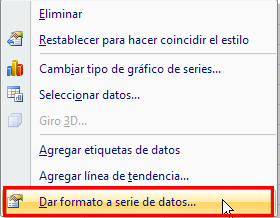 Eliminar
Restablecer para hacer coincidir el estilo
Cambiar tipo de gráfico de series...
Seleccionar datos...
Giro 3D...
Agregar etiquetas de datos
Agregar línea de tendencia...
Dar formato a serie de datos...